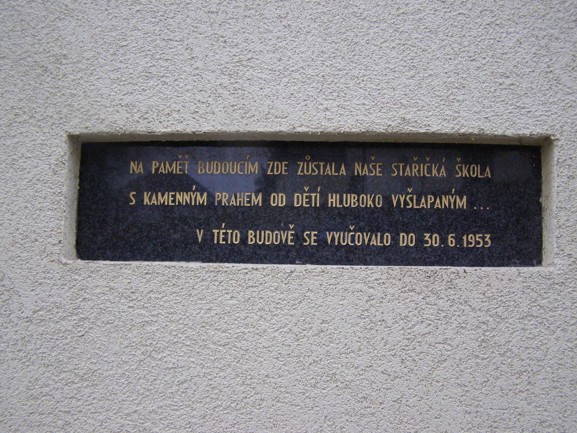 NA PAMĚŤ BUDOUCÍM ZDE ZŮSTALA NAŠE STAŘIČKÁ ŠKOLA
S KAMENNÝM PRAHEM OD DĚTÍ HLUBOKO VYŠLAPANÝM ...
V TÉTO BUDOVĚ SE VYUČOVALO DO 30. 6. 1953